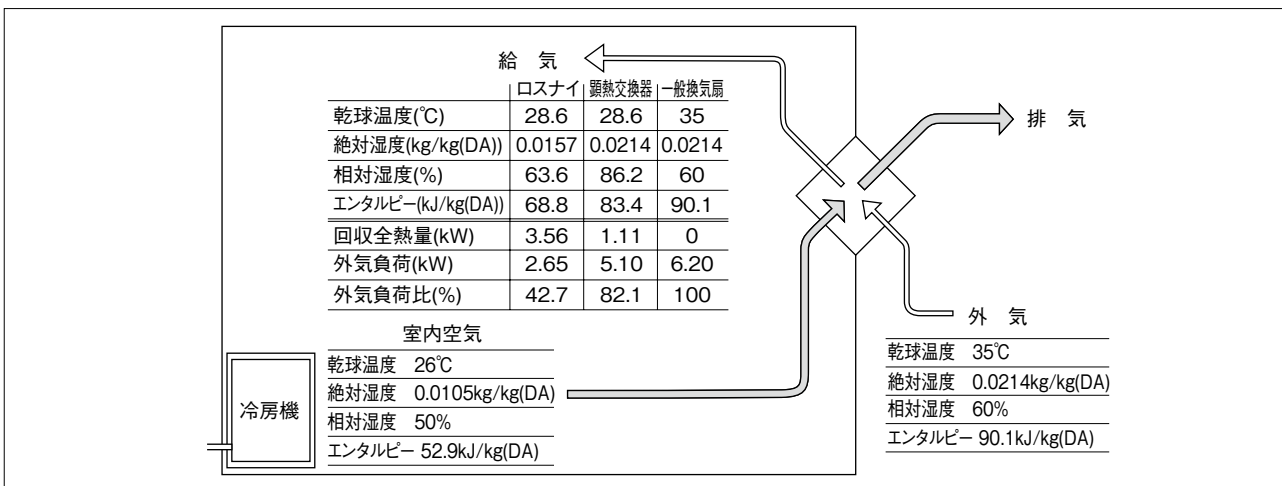 給 気
ロスナイ 顕熱交換器 一般換気扇
乾球温度(℃) 28.6 28.6 35
絶対湿度(kg/kg(DA)) 0.0157 0.0214 0.0214
相対湿度(%) 63.6 86.2 60
エンタルピー(kJ/kg(DA)) 68.8 83.4 90.1
回収全熱量(kW) 3.56 1.11 0
外気負荷(kW) 2.65 5.10 6.20
外気負荷比(%) 42.7 82.1 100
排 気
室内空気
乾球温度 26℃
絶対湿度 0.0105kg/kg(DA)
相対湿度 50%
エンタルピー 52.9kJ/kg(DA)
冷房機
外 気
乾球温度 35℃
絶対湿度 0.0214kg/kg(DA)
相対湿度 60%
エンタルピー 90.1kJ/kg(DA)